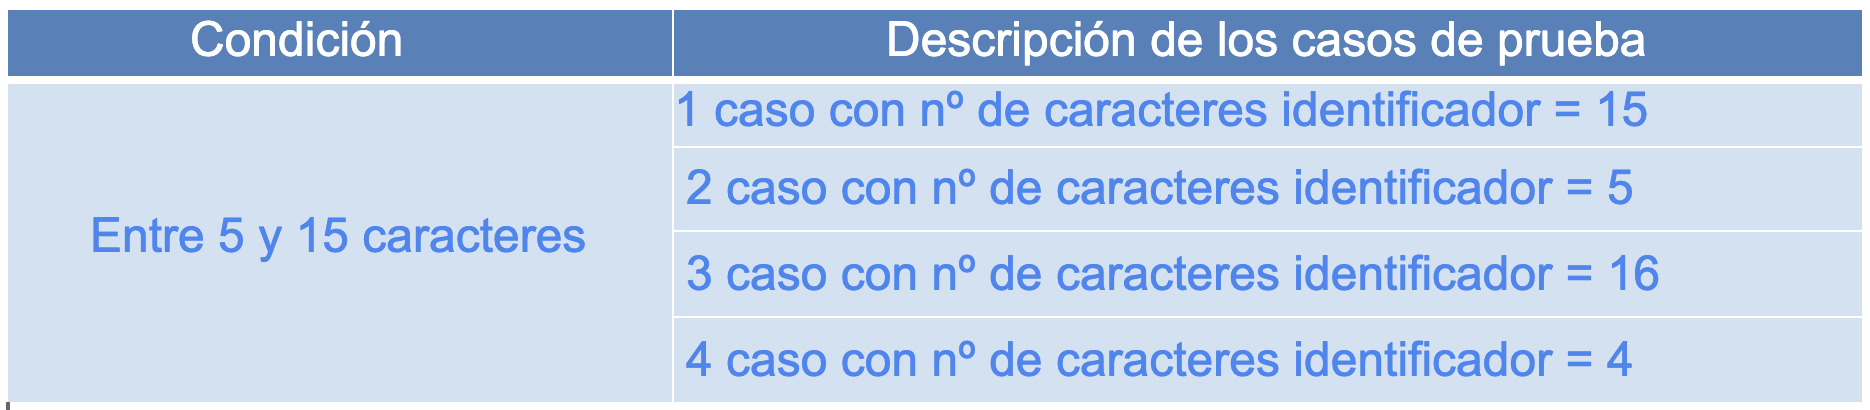 Condición
Descripción de los casos de prueba
Entre 5 y 15 caracteres
1 caso con nº de caracteres identificador = 15
2 caso con nº de caracteres identificador = 5
3 caso con nº de caracteres identificador = 16
4 caso con nº de caracteres identificador = 4